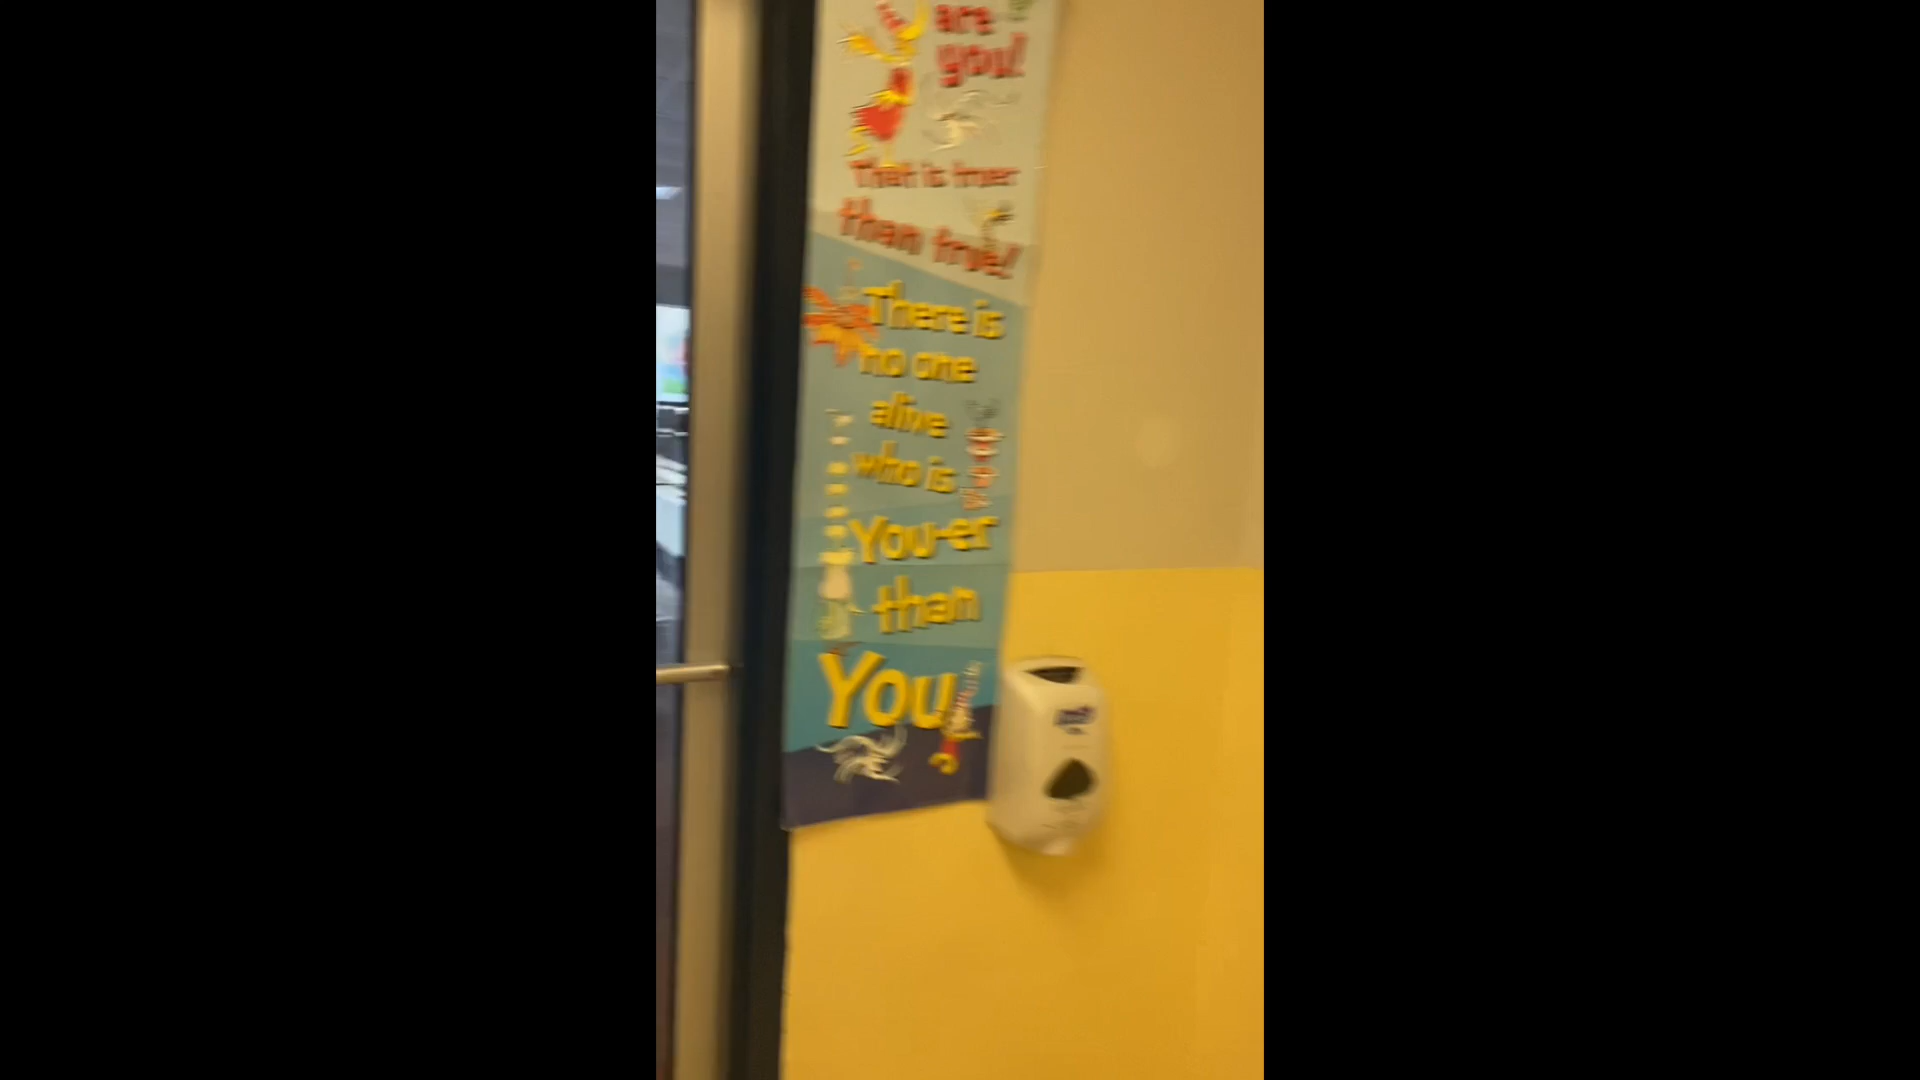 are
you!
That is truer
than true!
There is
no one
alive
who is
You-er
than
You